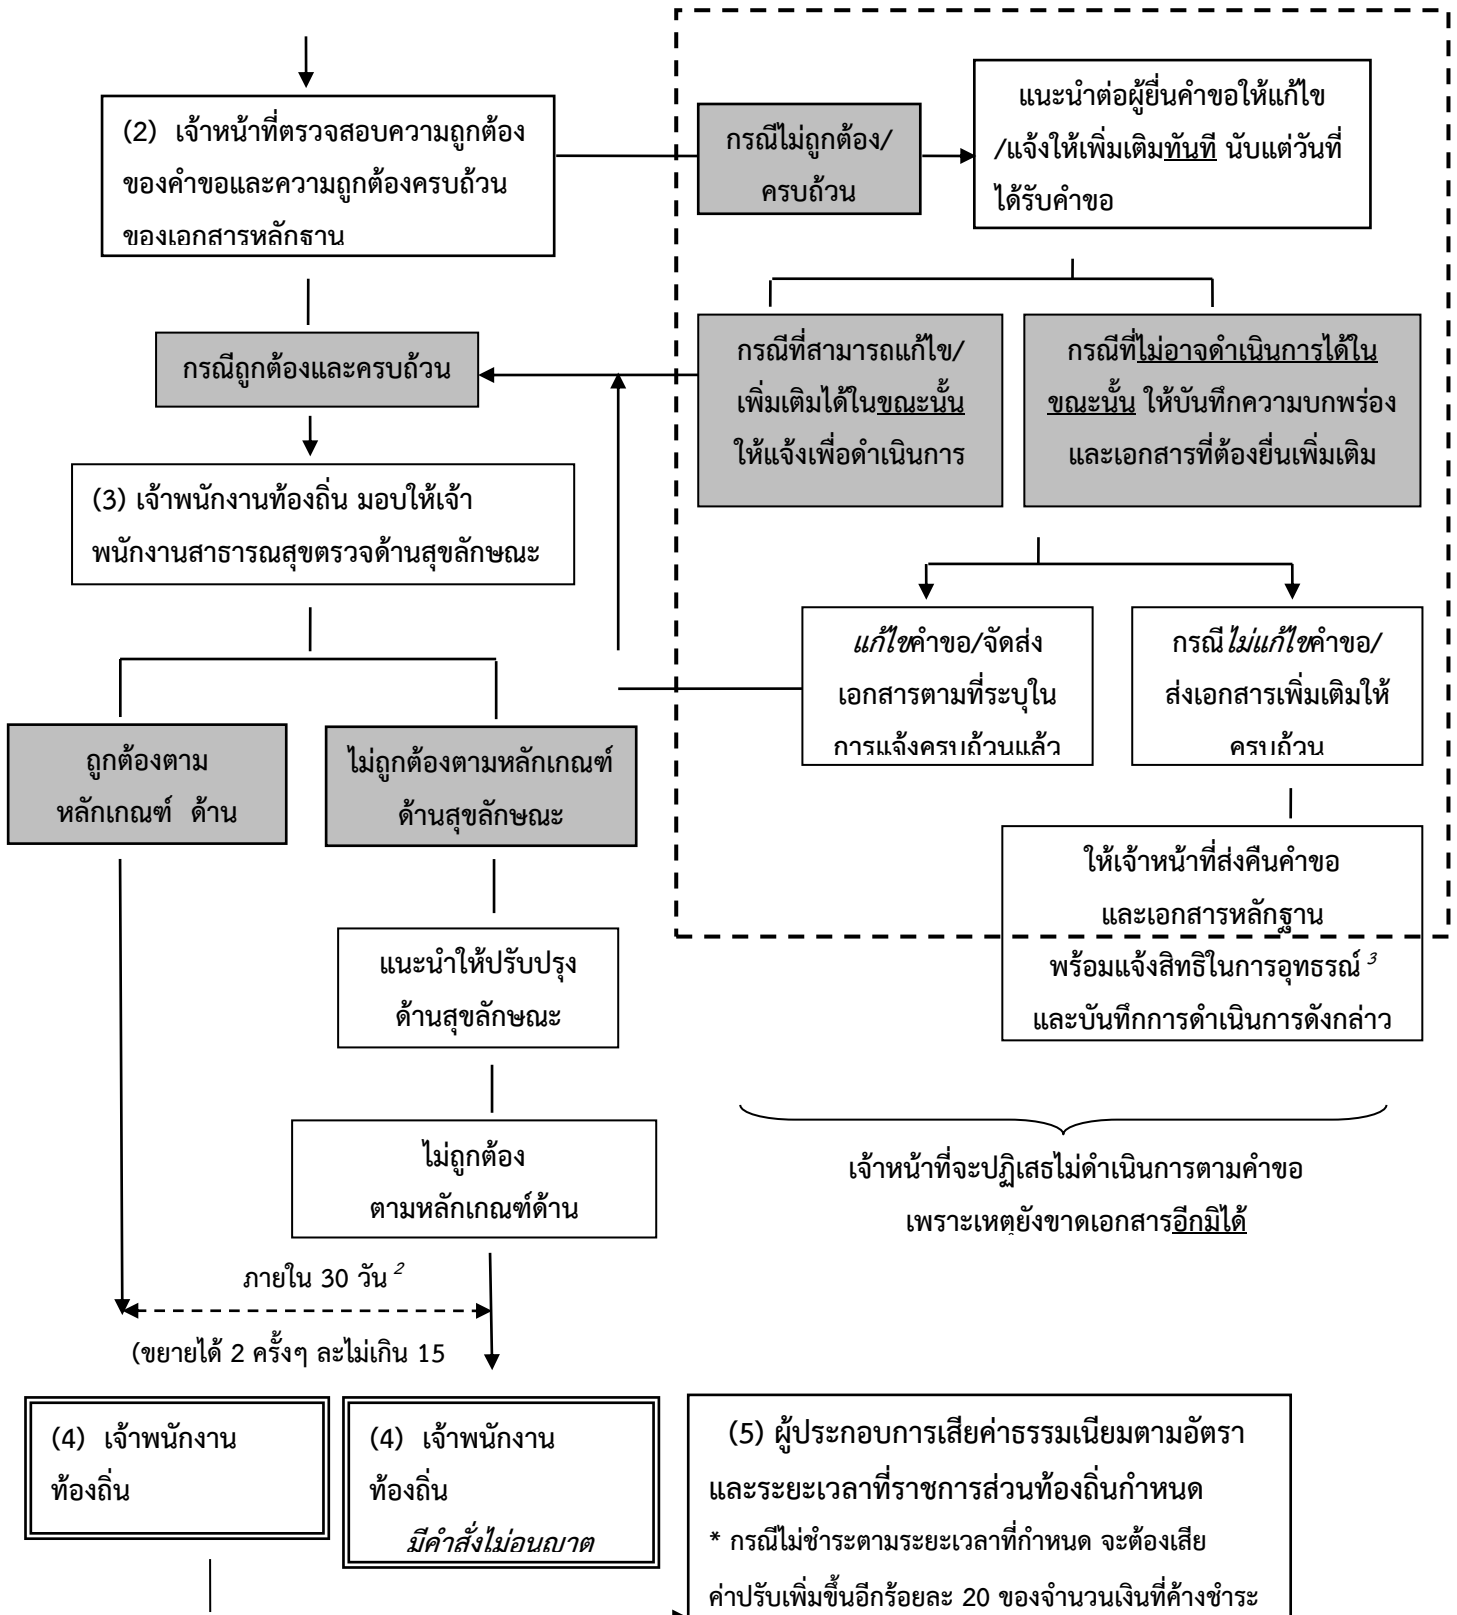 (2) เจ้าหน้าที่ตรวจสอบความถูกต้อง
ของคำขอและความถูกต้องครบถ้วน
ของเอกสารหลักฐาน
กรณีไม่ถูกต้อง/
ครบถ้วน
แนะนำต่อผู้ยื่นคำขอให้แก้ไข
/แจ้งให้เพิ่มเติมทันที นับแต่วันที่
ได้รับคำขอ
กรณีถูกต้องและครบถ้วน
กรณีที่สามารถแก้ไข/
เพิ่มเติมได้ในขณะนั้น
ให้แจ้งเพื่อดำเนินการ
กรณีที่ไม่อาจดำเนินการได้ใน
ขณะนั้น ให้บันทึกความบกพร่อง
และเอกสารที่ต้องยื่นเพิ่มเติม
(3) เจ้าพนักงานท้องถิ่น มอบให้เจ้า
พนักงานสาธารณสุขตรวจด้านสุขลักษณะ
แก้ไขคำขอ/จัดส่ง
เอกสารตามที่ระบุใน
การแจ้งครบถ้วนแล้ว
กรณีไม่แก้ไขคำขอ/
ส่งเอกสารเพิ่มเติมให้
ครบถ้วน
ถูกต้องตาม
หลักเกณฑ์ ด้าน
ไม่ถูกต้องตามหลักเกณฑ์
ด้านสุขลักษณะ
ให้เจ้าหน้าที่ส่งคืนคำขอ
และเอกสารหลักฐาน
พร้อมแจ้งสิทธิในการอุทธรณ์ 3
และบันทึกการดำเนินการดังกล่าว
แนะนำให้ปรับปรุง
ด้านสุขลักษณะ
ไม่ถูกต้อง
ตามหลักเกณฑ์ด้าน
เจ้าหน้าที่จะปฏิเสธไม่ดำเนินการตามคำขอ
เพราะเหตุยังขาดเอกสารอีกมิได้
ภายใน 30 วัน 2
(ขยายได้ 2 ครั้งๆ ละไม่เกิน 15
(4) เจ้าพนักงาน
ท้องถิ่น
(4) เจ้าพนักงาน
ท้องถิ่น
มีคำสั่งไม่อนุญาต
(5) ผู้ประกอบการเสียค่าธรรมเนียมตามอัตรา
และระยะเวลาที่ราชการส่วนท้องถิ่นกำหนด
* กรณีไม่ชำระตามระยะเวลาที่กำหนด จะต้องเสีย
ค่าปรับเพิ่มขึ้นอีกร้อยละ 20 ของจำนวนเงินที่ค้างชำระ